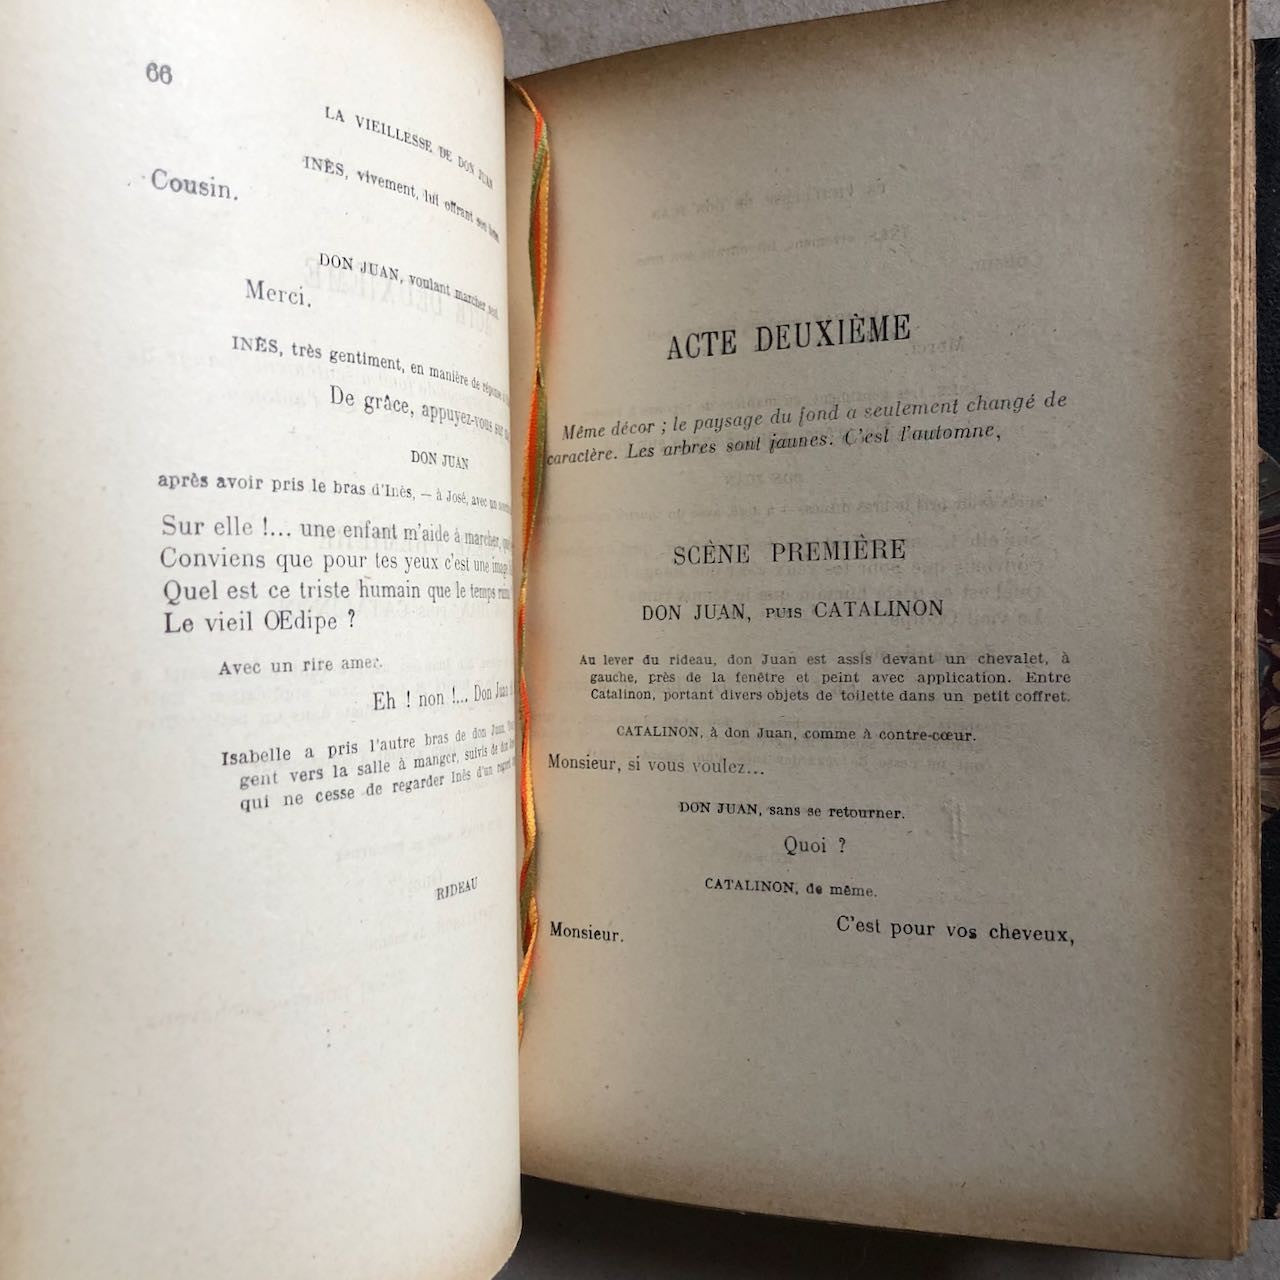 66
LA VIEILLESSE DE DON JUAN
INÈS, vivement, lui offrant son bras.
Cousin.
DON JUAN, voulant marcher seul.
Merci.
INÈS, très gentiment, en manière de réponse
De grâce, appuyez-vous sur
DON JUAN
après avoir pris le bras d'Inès, — à José, avec un
Sur elle !... une enfant m'aide à marcher,
Conviens que pour tes yeux c'est une image
Quel est ce triste humain que le temps
Le vieil ŒEdipe ?
Avec un rire amer.
Eh ! non !... Don Juan
Isabelle a pris l'autre bras de don Juan,
gent vers la salle à manger, suivis de don
qui ne cesse de regarder Inès d'un regard
RIDEAU
ACTE DEUXIÈME
Même décor ; le paysage du fond a seulement changé de
caractère. Les arbres sont jaunes. C'est l'automne,
SCÈNE PREMIÈRE
DON JUAN, PUIS CATALINON
Au lever du rideau, don Juan est assis devant un chevalet, à
gauche, près de la fenêtre et peint avec application. Entre
Catalinon, portant divers objets de toilette dans un petit coffret.
CATALINON, à don Juan, comme à contre-cœur.
Monsieur, si vous voulez...
DON JUAN, sans se retourner.
Quoi ?
CATALINON, de même.
C'est pour vos cheveux,
Monsieur.